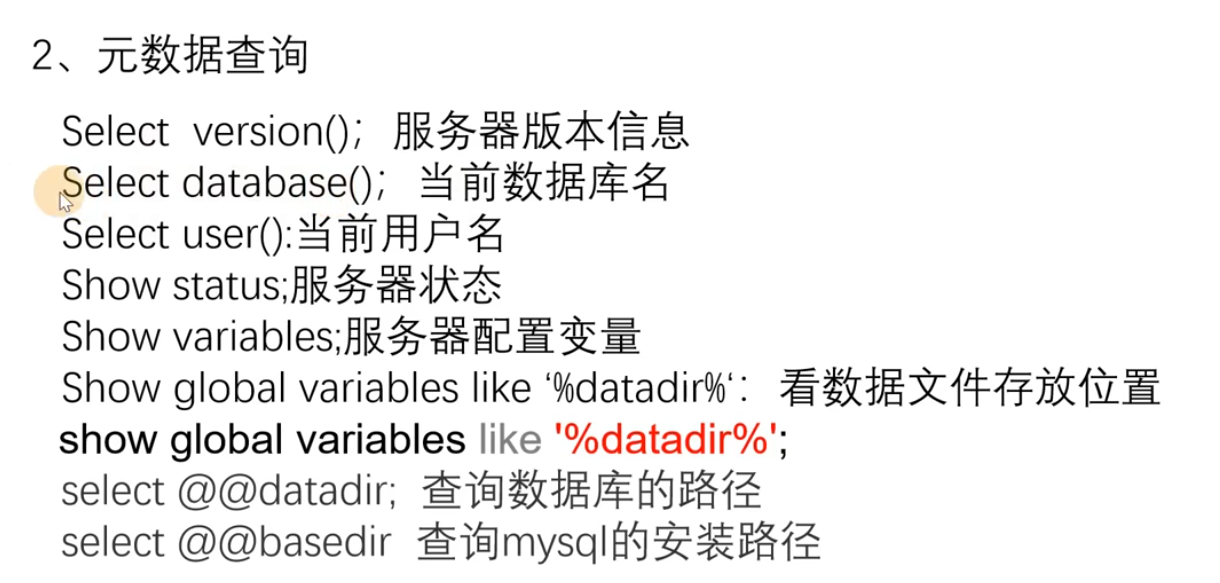 2、元数据查询
Select  version()；服务器版本信息
Select database()；当前数据库名
Select user():当前用户名
Show status;服务器状态
Show variables;服务器配置变量
Show global variables like ‘%datadir%‘：看数据文件存放位置
show global variables like '%datadir%';
select @@datadir;  查询数据库的路径
select @@basedir  查询mysql的安装路径